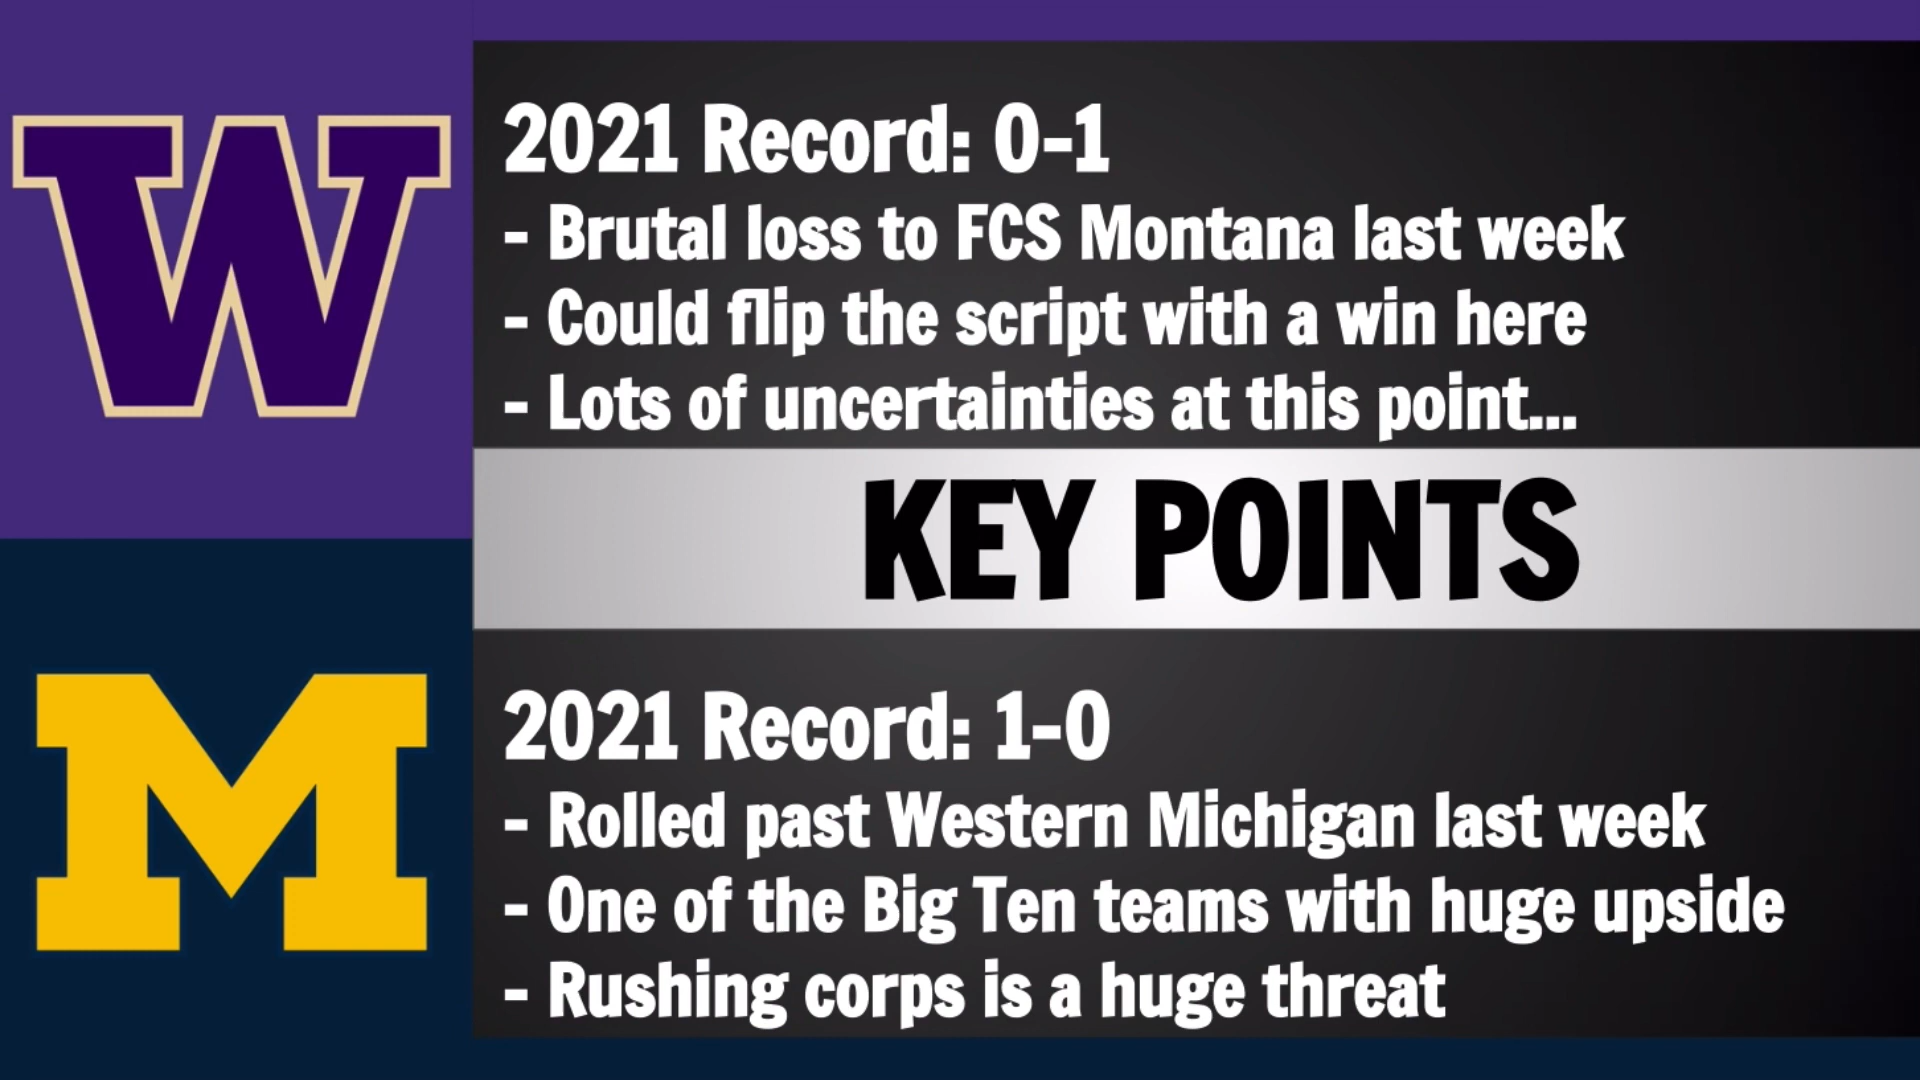 W
2021 Record: 0-1
- Brutal loss to FCS Montana last week
- Could flip the script with a win here
- Lots of uncertainties at this point...
KEY POINTS
M
2021 Record: 1-0
- Rolled past Western Michigan last week
- One of the Big Ten teams with huge upside
- Rushing corps is a huge threat